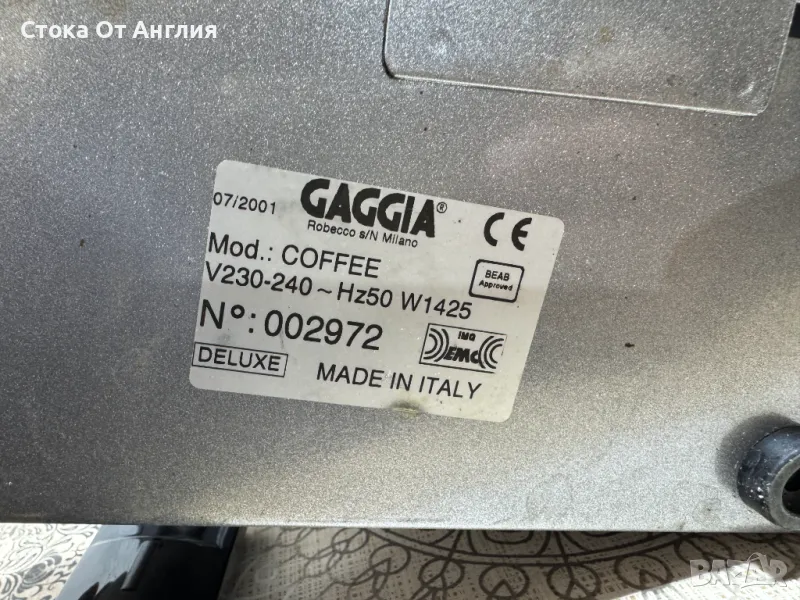 Стока От Англия
07/2001
GAGGIA®
Robecco s/N Milano
CE
Mod.: COFFEE
BEAB
Approved
V230-240~Hz50 W1425
N°: 002972
IMQ
EMC
DELUXE
MADE IN ITALY
BAZAR